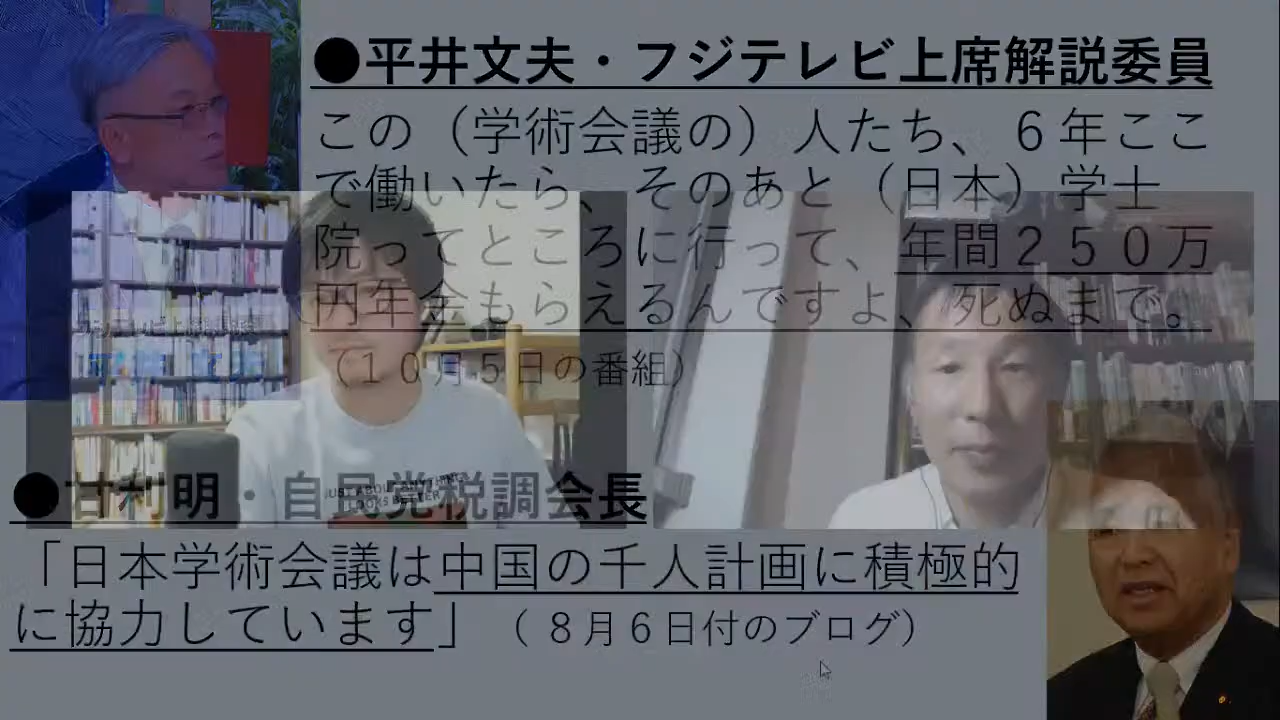 ●平井文夫・フジテレビ上席解説委員
この（学術会議の）人たち、６年ここ
で働いたら、そのあと（日本）学士
院ってところに行って、年間２５０万
円年金もらえるんですよ、死ぬまで。
（１０月５日の番組）
●甘利明・自民党税調会長
JUST ABOUT ANYTHING
LOOKS BETTER
「日本学術会議は中国の千人計画に積極的
に協力しています」（８月６日付のブログ）